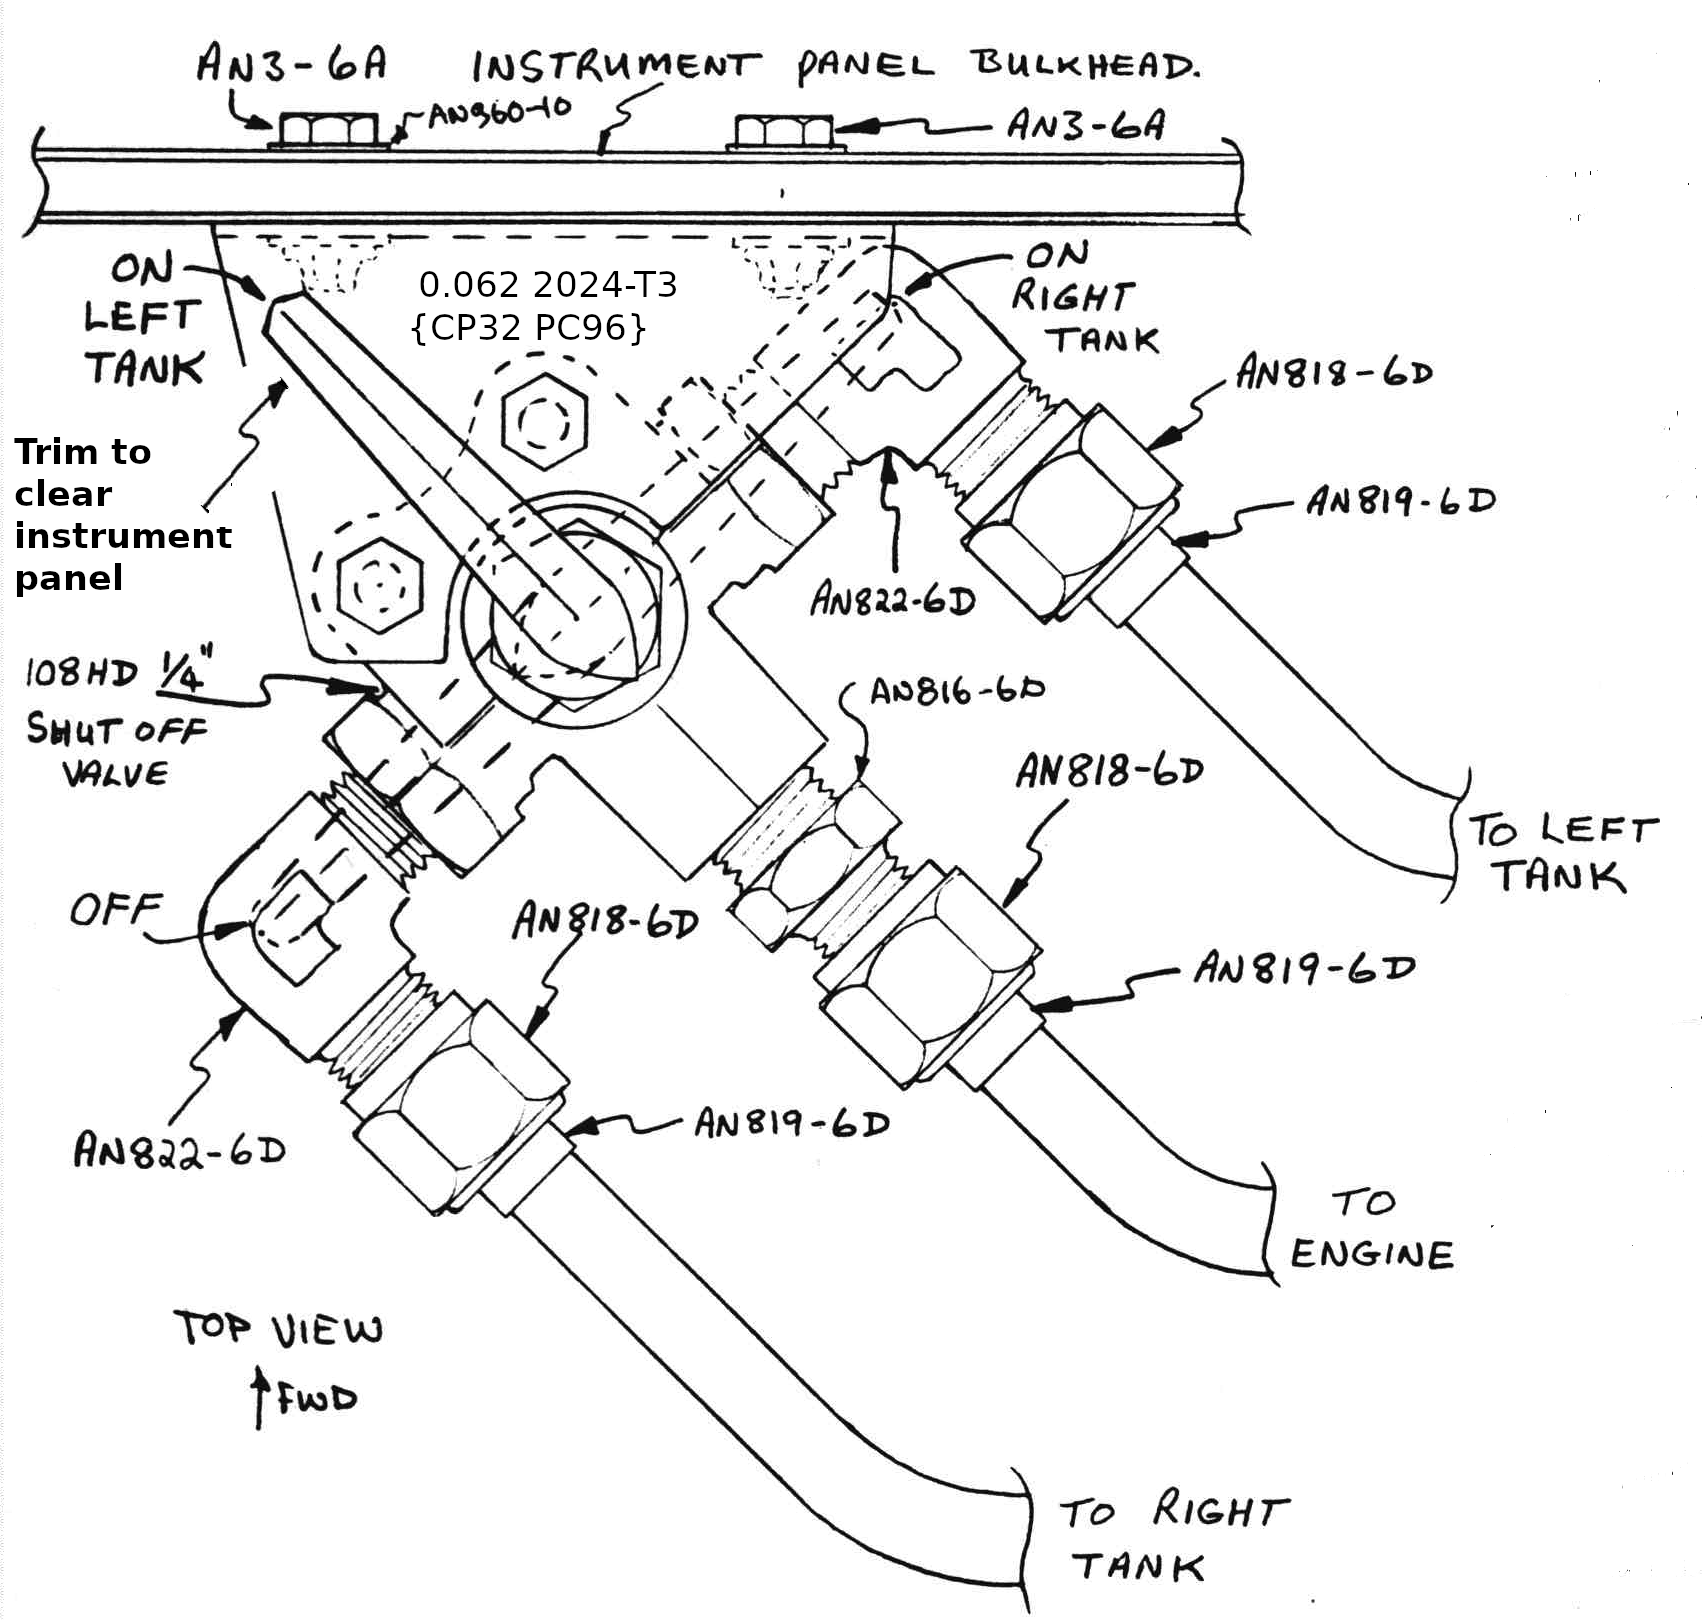 AN3-6A
INSTRUMENT PANEL BULKHEAD.
AN960-10
AN3-6A
ON
LEFT
TANK
0.062 2024-T3
{CP32 PC96}
ON
RIGHT
TANK
AN818-6D
Trim to
clear
instrument
panel
AN819-6D
AN822-6D
108HD 1/4"
SHUT OFF
VALVE
AN816-6D
AN818-6D
TO LEFT
TANK
OFF
AN818-6D
AN819-6D
AN822-6D
AN819-6D
TO
ENGINE
TOP VIEW
FWD
TO RIGHT
TANK